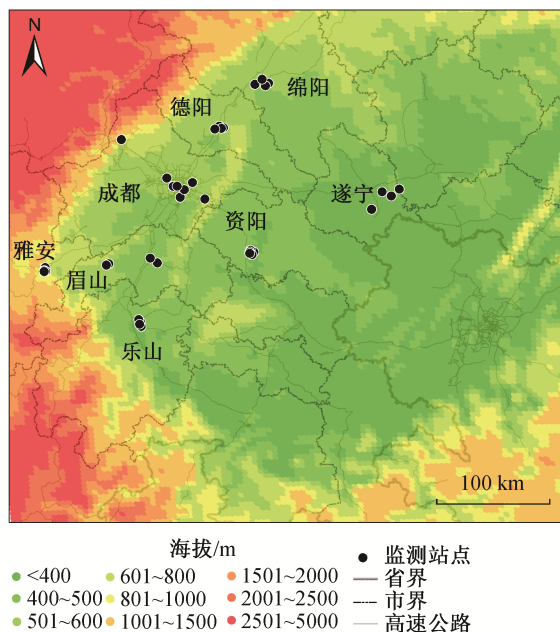 N
绵阳
德阳
成都
遂宁
资阳
雅安
眉山
乐山
100 km
海拔/m
<400
601~800
1501~2000
监测站点
400~500
801~1000
2001~2500
省界
市界
501~600
1001~1500
2501~5000
高速公路